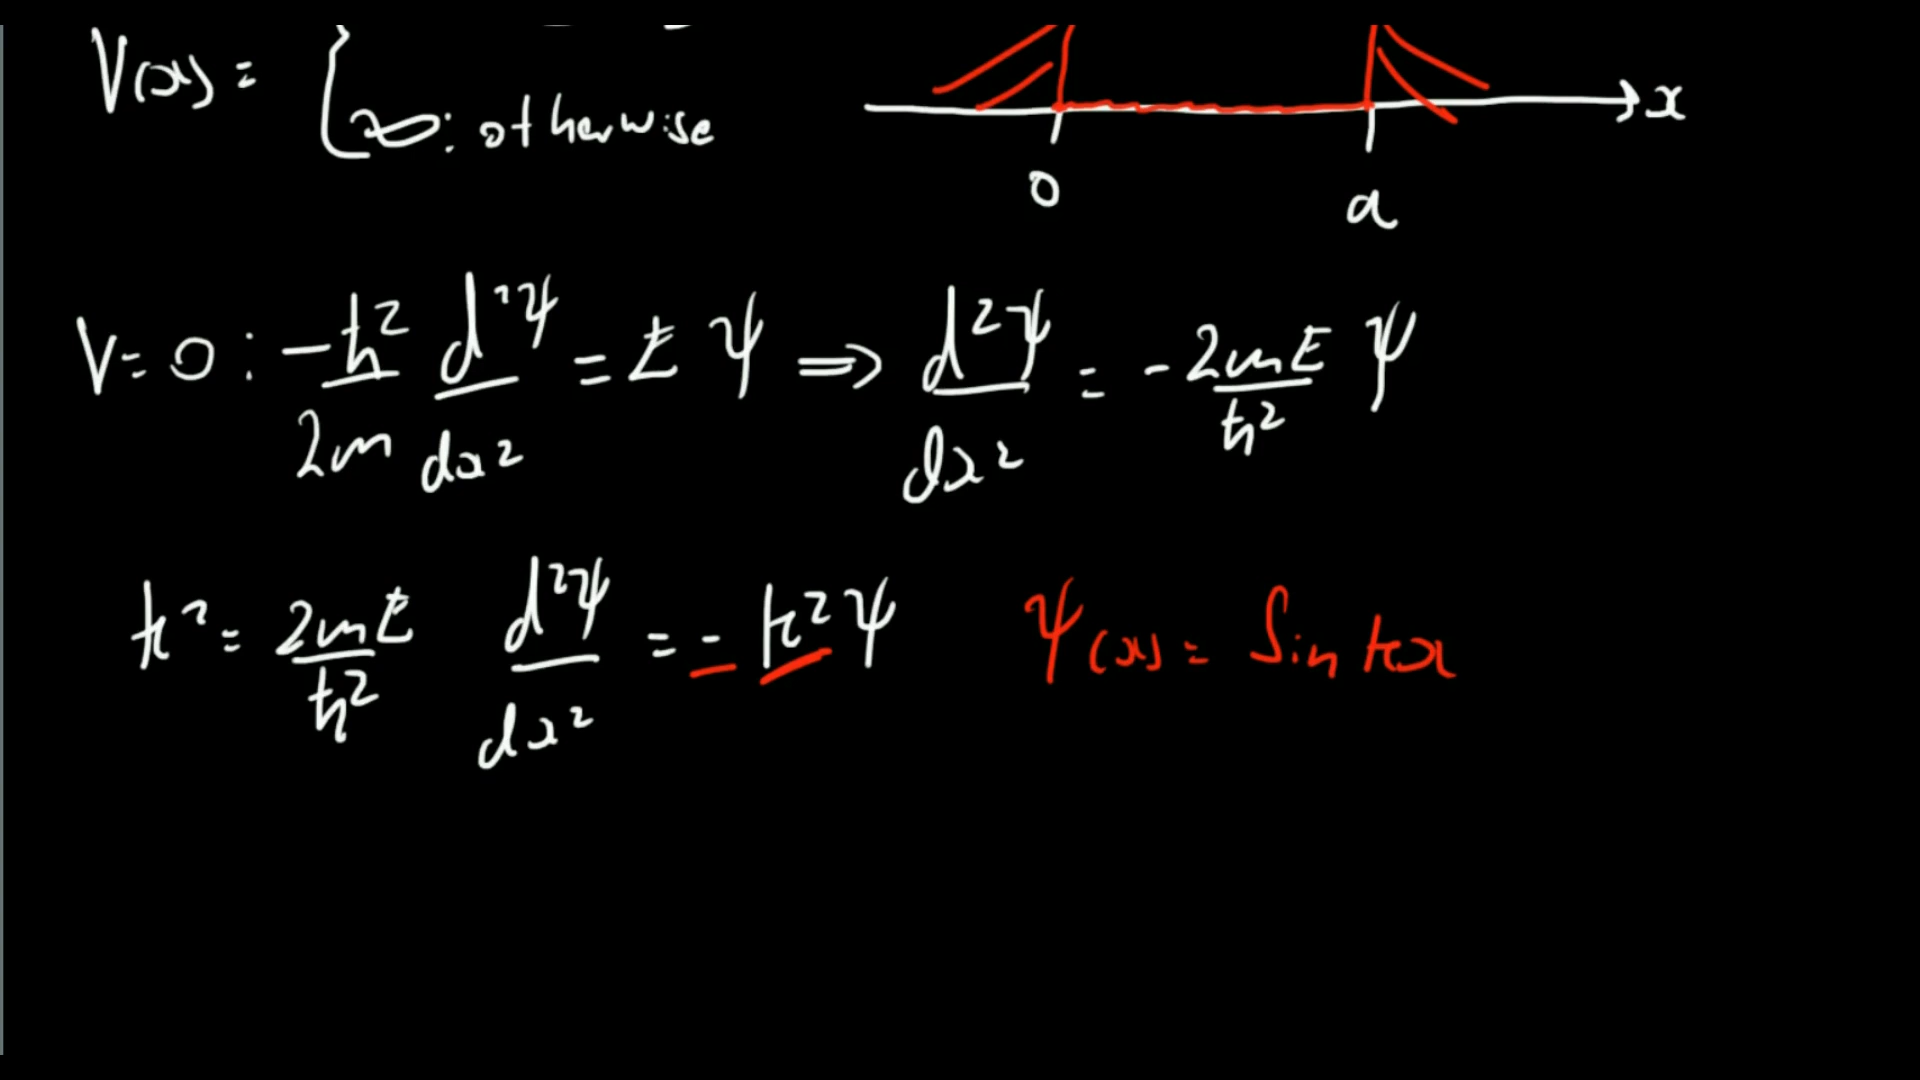 V(x) = { ∞: otherwise
x
0 a
V=0: -ħ²/2m d²ψ/dx² = E ψ ⇒ d²ψ/dx² = -2mE/ħ² ψ
k² = 2mE/ħ² d²ψ/dx² = -k²ψ ψ(x) = Sin kx